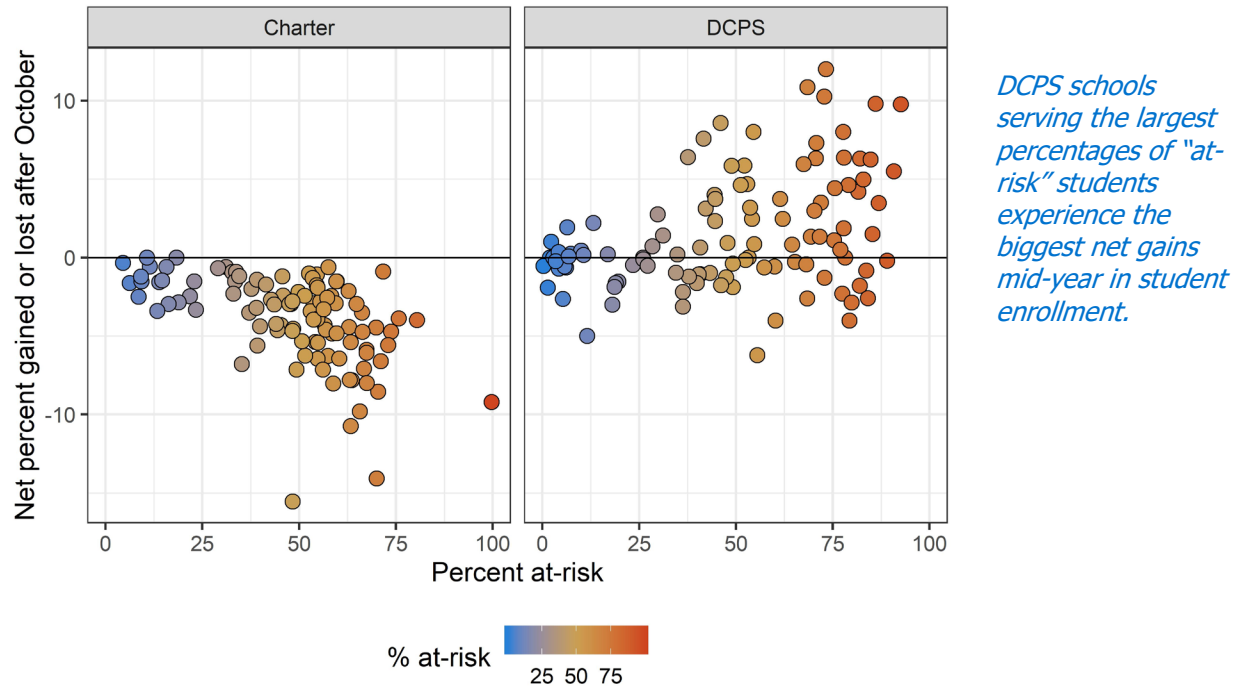 Charter
DCPS
Net percent gained or lost after October
10
0
-10
0 25 50 75 100
0 25 50 75 100
Percent at-risk
% at-risk
25 50 75
DCPS schools
serving the largest
percentages of “at-
risk” students
experience the
biggest net gains
mid-year in student
enrollment.